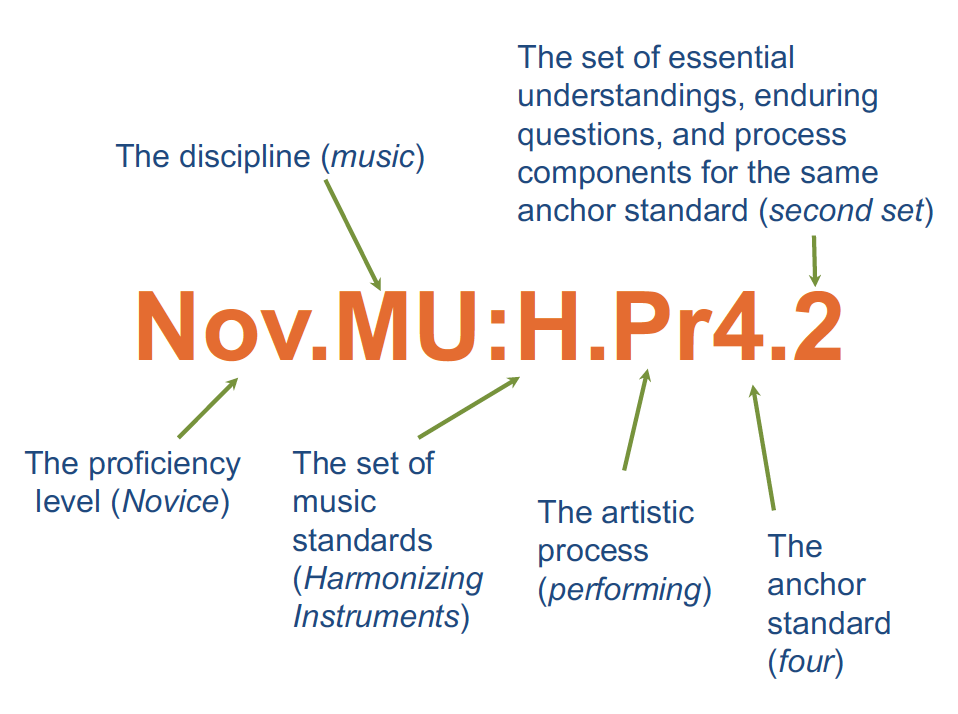 The set of essential
understandings, enduring
questions, and process
components for the same
anchor standard (second set)
The discipline (music)
Nov.MU:H.Pr4.2
The proficiency
level (Novice)
The set of
music
standards
(Harmonizing
Instruments)
The artistic
process
(performing)
The
anchor
standard
(four)